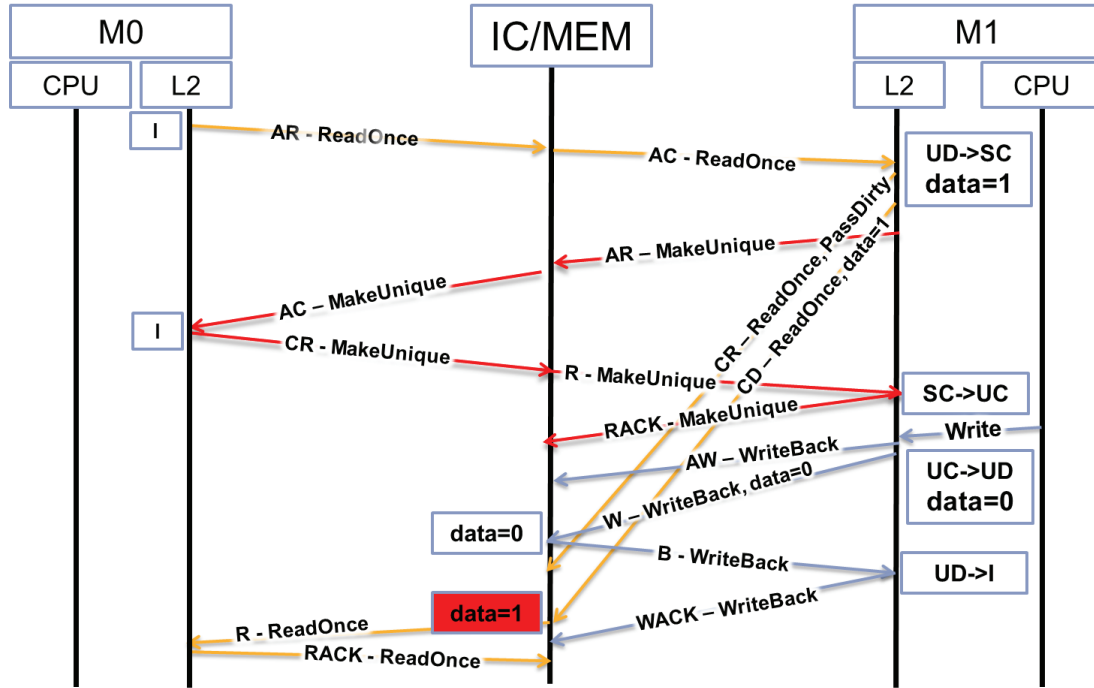 M0
IC/MEM
M1
CPU
L2
L2
CPU
I
AR - ReadOnce
AC - ReadOnce
UD->SC
data=1
CR – ReadOnce, PassDirty
CD – ReadOnce, data=1
AR – MakeUnique
AC – MakeUnique
I
CR - MakeUnique
R - MakeUnique
SC->UC
RACK - MakeUnique
Write
AW – WriteBack
UC->UD
data=0
W – WriteBack, data=0
data=0
B - WriteBack
UD->I
data=1
WACK – WriteBack
R - ReadOnce
RACK - ReadOnce